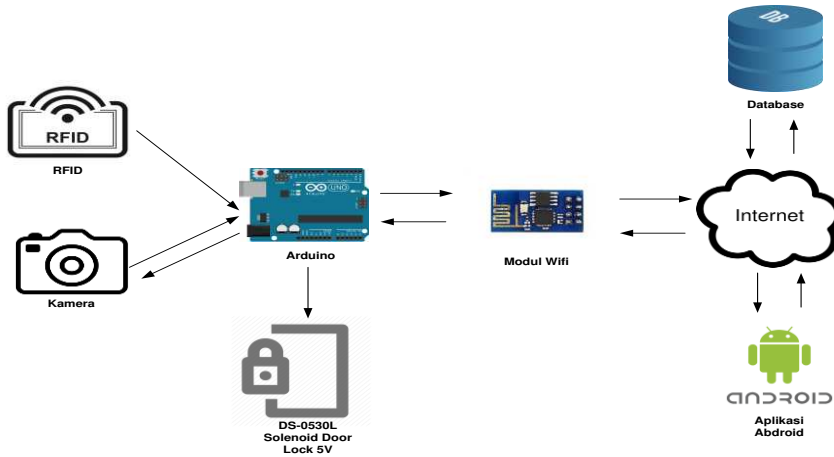 DB
Database
RFID
RFID
UNO
Arduino
Modul Wifi
Internet
Kamera
DS-0530L
Solenoid Door
Lock 5V
ANDROID
Aplikasi
Abdroid